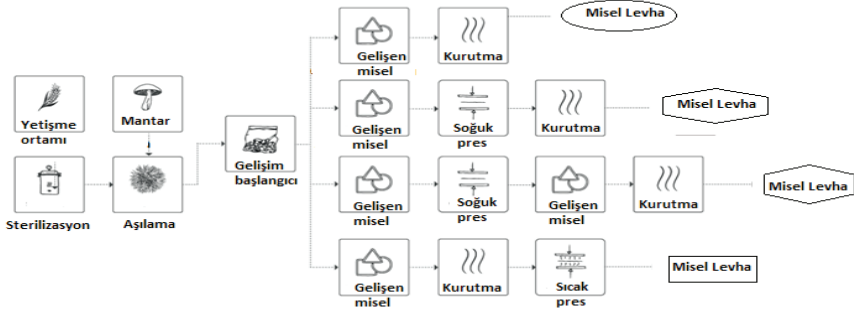 Gelişen
misel
Kurutma
Misel Levha
Yetişme
ortamı
Mantar
Gelişen
misel
Soğuk
pres
Kurutma
Misel Levha
Gelişim
başlangıcı
Sterilizasyon
Aşılama
Gelişen
misel
Soğuk
pres
Gelişen
misel
Kurutma
Misel Levha
Gelişen
misel
Kurutma
Sıcak
pres
Misel Levha